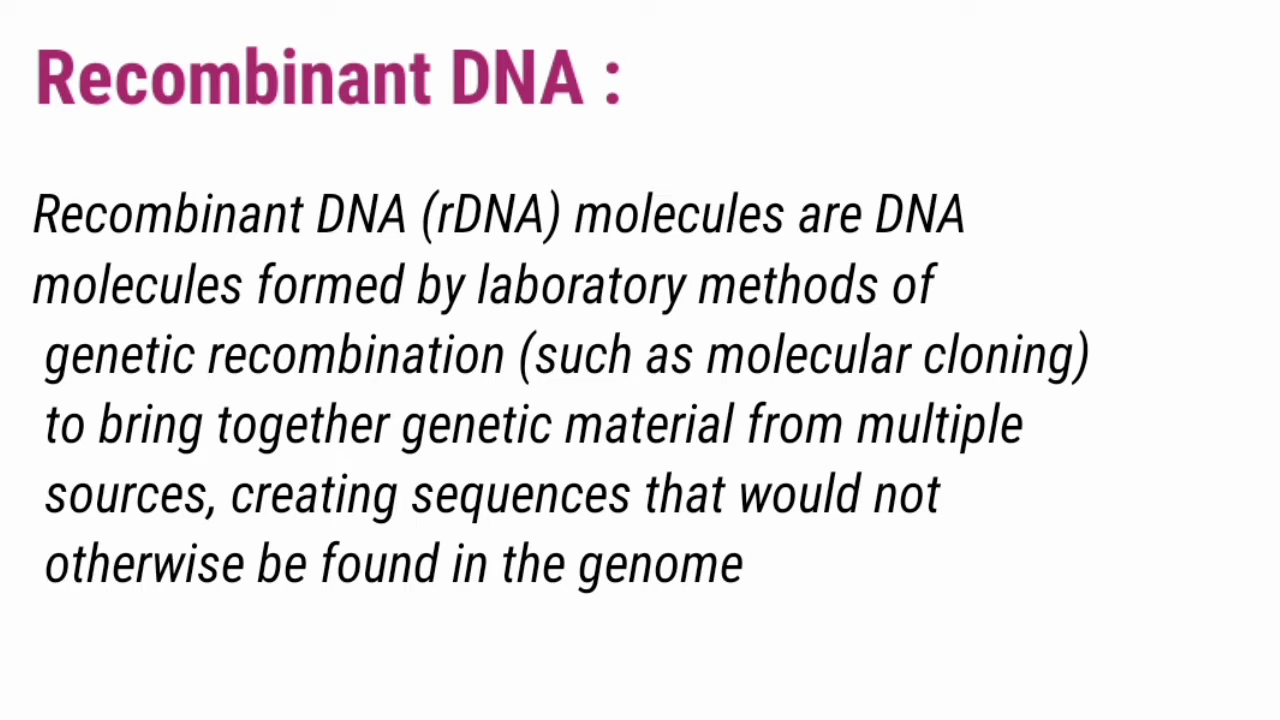 Recombinant DNA :
Recombinant DNA (rDNA) molecules are DNA
molecules formed by laboratory methods of
genetic recombination (such as molecular cloning)
to bring together genetic material from multiple
sources, creating sequences that would not
otherwise be found in the genome